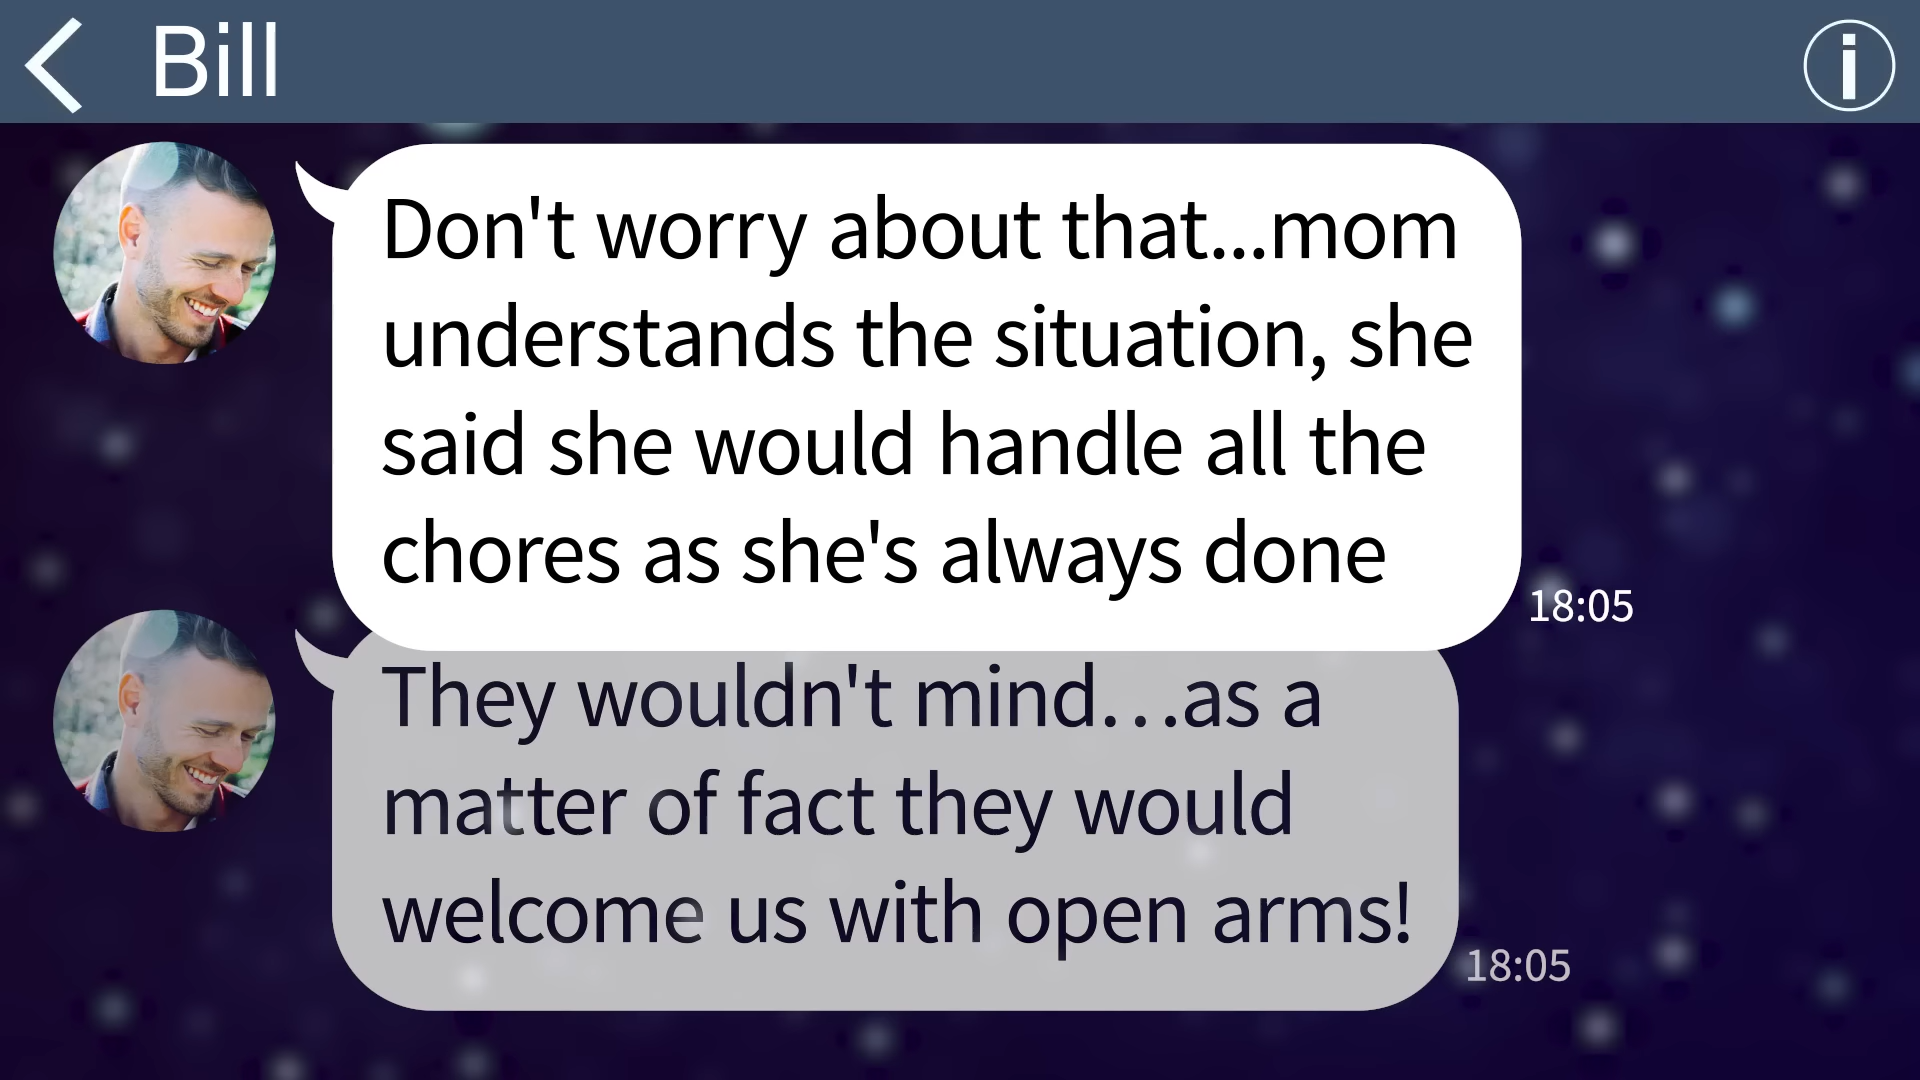 Bill
Don't worry about that...mom
understands the situation, she
said she would handle all the
chores as she's always done
18:05
They wouldn't mind…as a
matter of fact they would
welcome us with open arms!
18:05